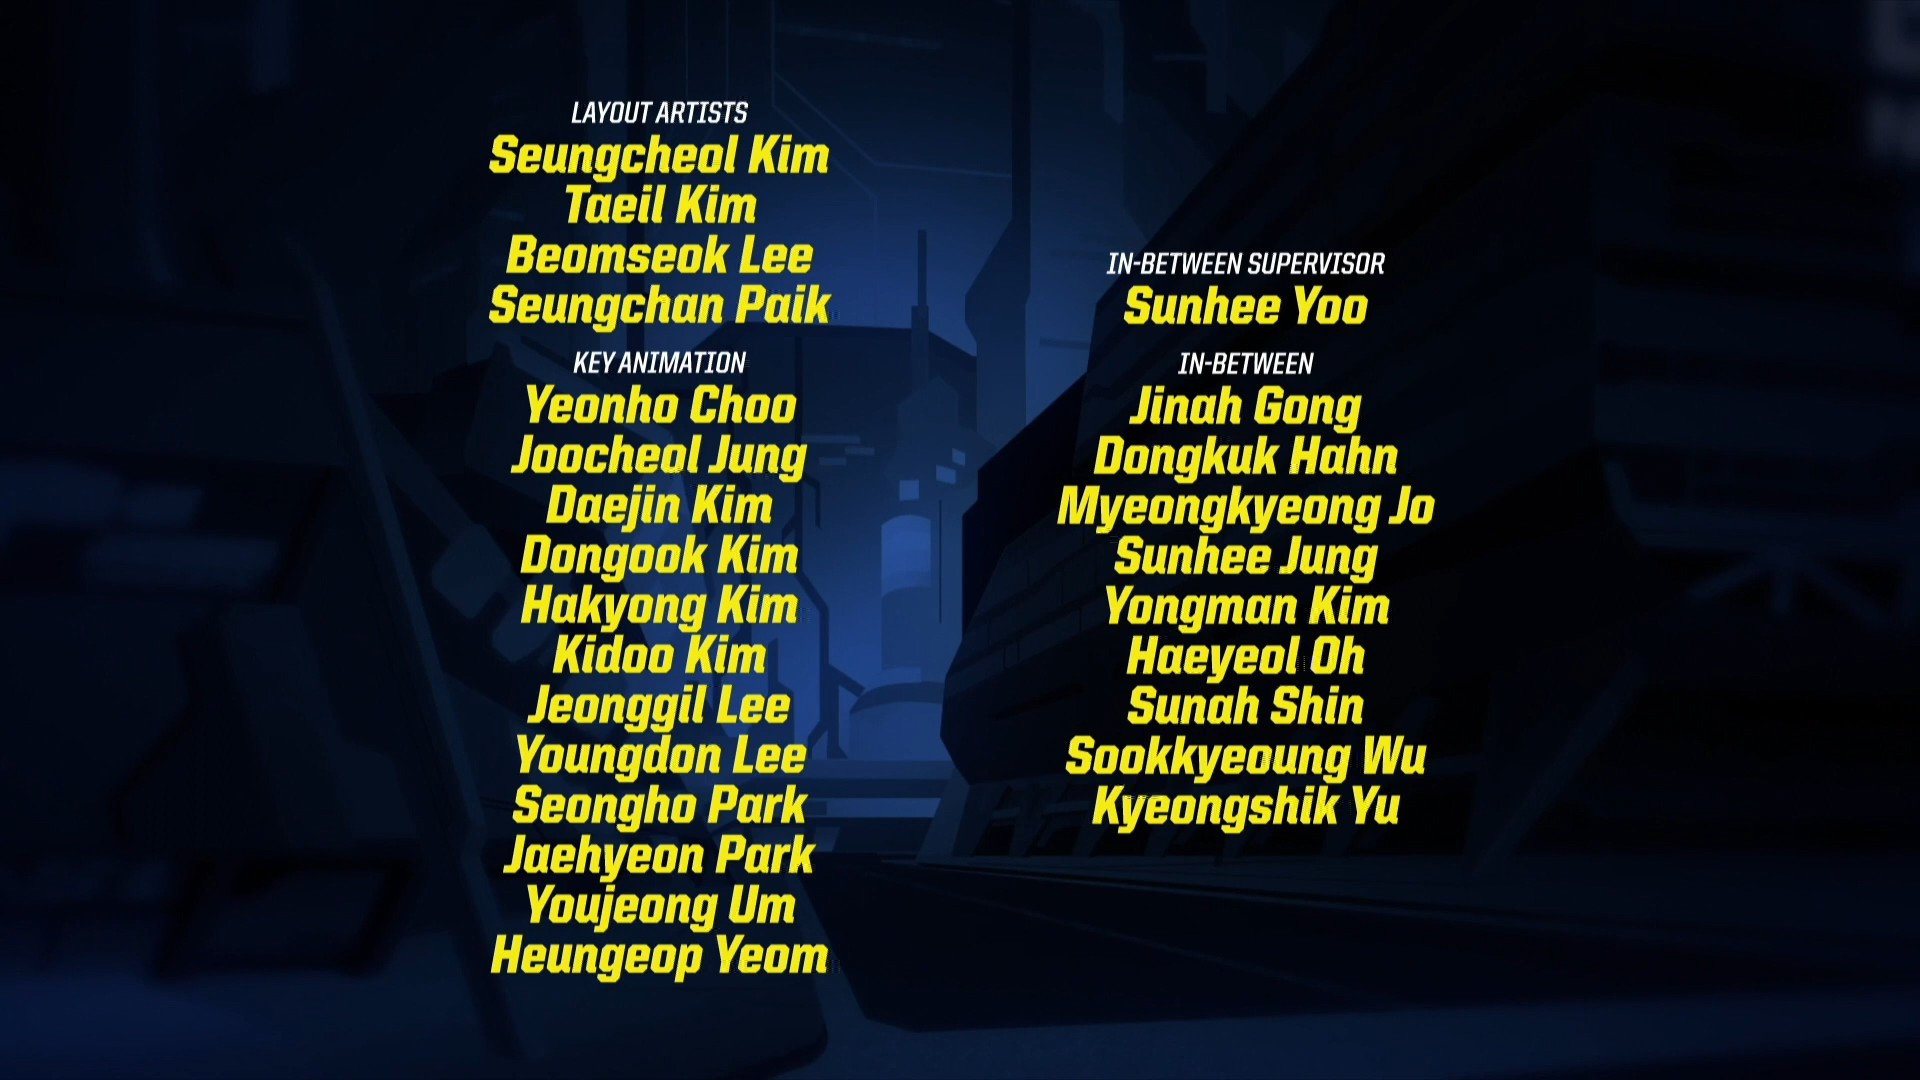 LAYOUT ARTISTS
Seungcheol Kim
Taeil Kim
Beomseok Lee
Seungchan Paik
KEY ANIMATION
Yeonho Choo
Joocheol Jung
Daejin Kim
Dongook Kim
Hakyong Kim
Kidoo Kim
Jeonggil Lee
Youngdon Lee
Seongho Park
Jaehyeon Park
Youjeong Um
Heungeop Yeom
IN-BETWEEN SUPERVISOR
Sunhee Yoo
IN-BETWEEN
Jinah Gong
Dongkuk Hahn
Myeongkyeong Jo
Sunhee Jung
Yongman Kim
Haeyeol Oh
Sunah Shin
Sookkyeoung Wu
Kyeongshik Yu